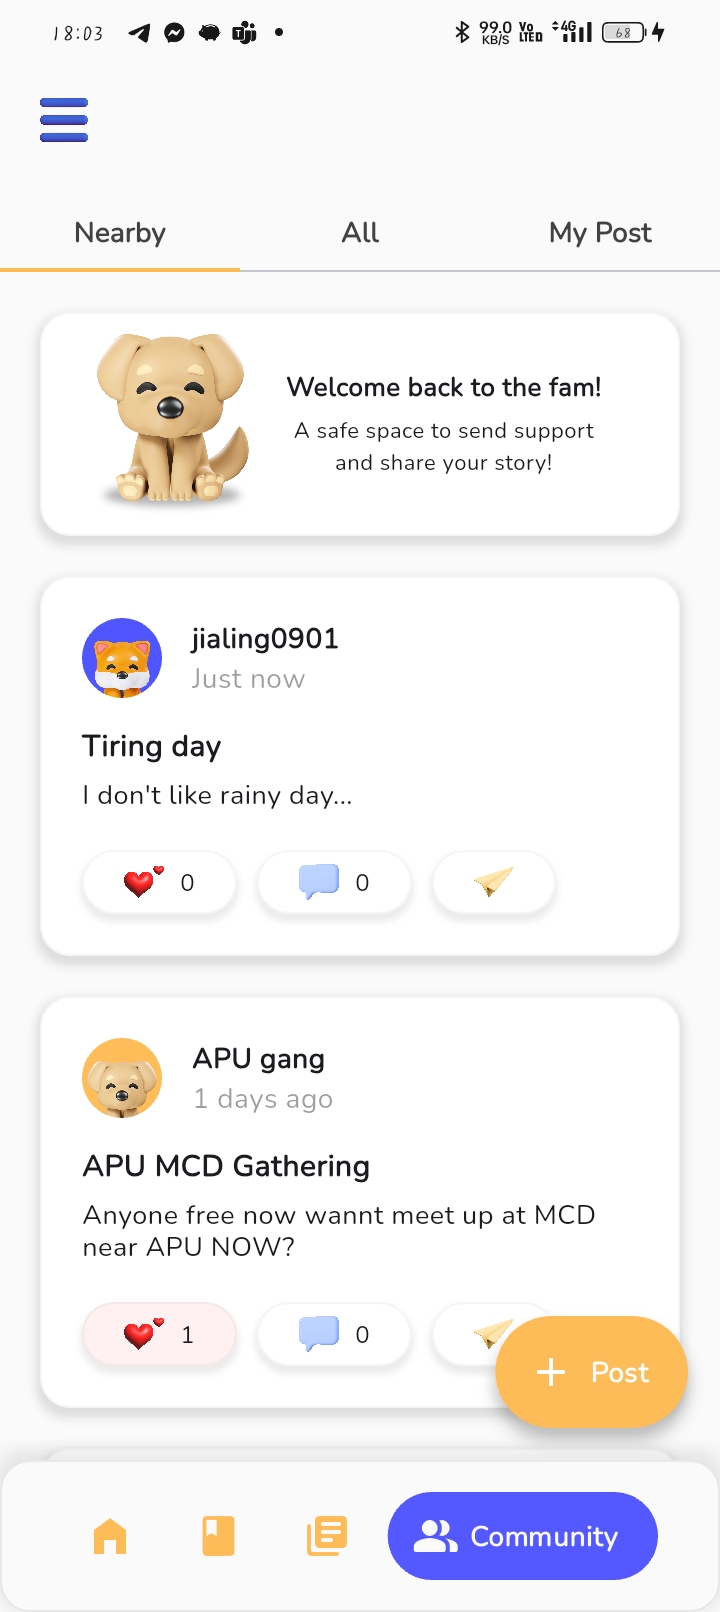 18:03 99.0 KB/S Vo LTED 4G 68
Nearby All My Post
Welcome back to the fam!
A safe space to send support
and share your story!
jialing0901
Just now
Tiring day
I don't like rainy day...
0 0
APU gang
1 days ago
APU MCD Gathering
Anyone free now wannt meet up at MCD
near APU NOW?
1 0
Post
Community